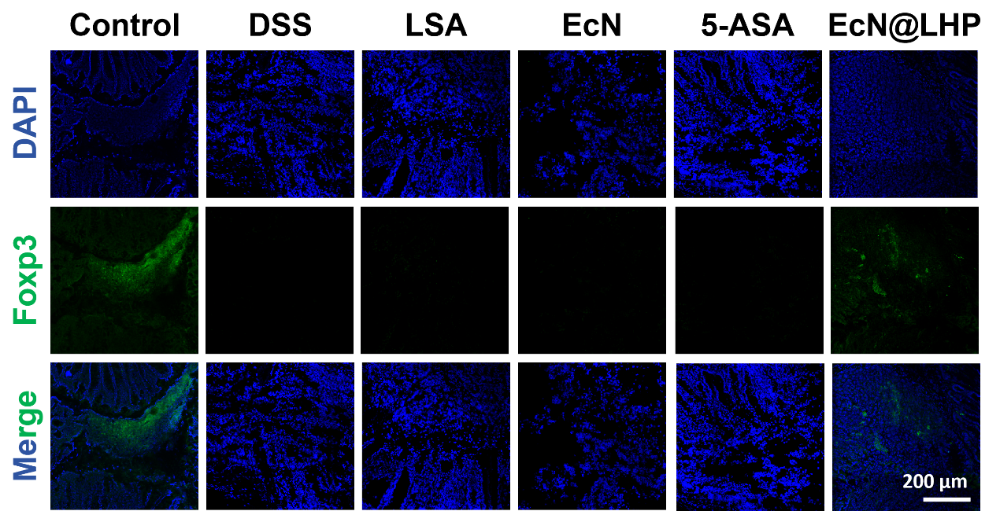 Control DSS LSA EcN 5-ASA EcN@LHP
DAPI
Foxp3
Merge
200 μm